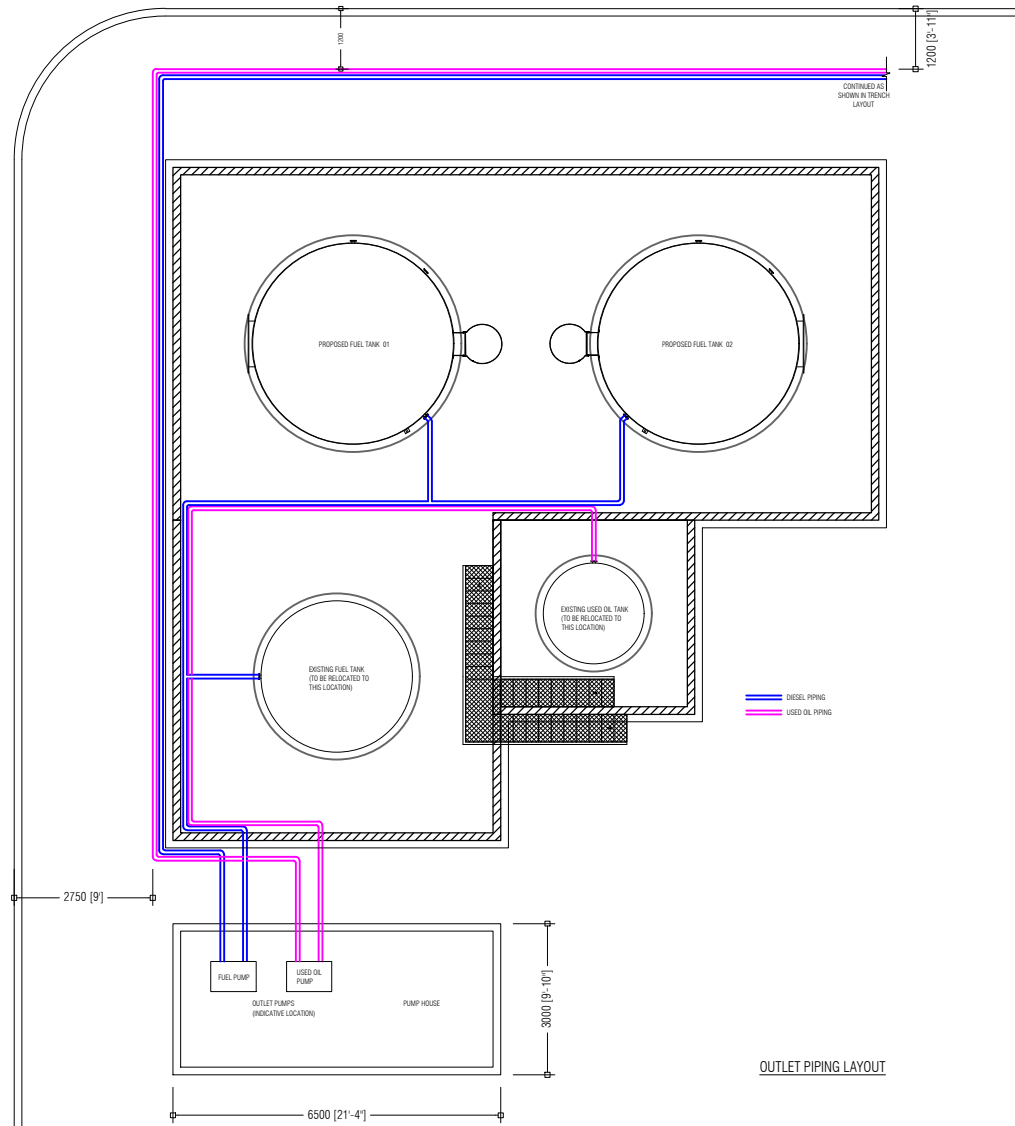 1200
1200 [3'-11"]
CONTINUED AS
SHOWN IN TRENCH
LAYOUT
PROPOSED FUEL TANK 01
PROPOSED FUEL TANK 02
EXISTING USED OIL TANK
(TO BE RELOCATED TO
THIS LOCATION)
EXISTING FUEL TANK
(TO BE RELOCATED TO
THIS LOCATION)
DIESEL PIPING
USED OIL PIPING
2750 [9']
FUEL PUMP
USED OIL
PUMP
OUTLET PUMPS
(INDICATIVE LOCATION)
PUMP HOUSE
3000 [9'-10"]
OUTLET PIPING LAYOUT
6500 [21'-4"]